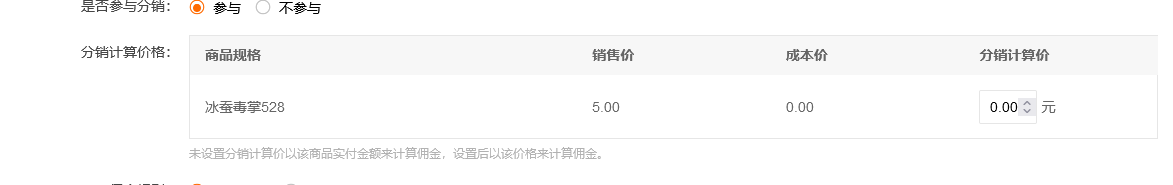 是否参与分销： 参与 不参与
分销计算价格：
商品规格 销售价 成本价 分销计算价
冰蚕毒掌528 5.00 0.00 0.00 元
未设置分销计算价以该商品实付金额来计算佣金，设置后以该价格来计算佣金。